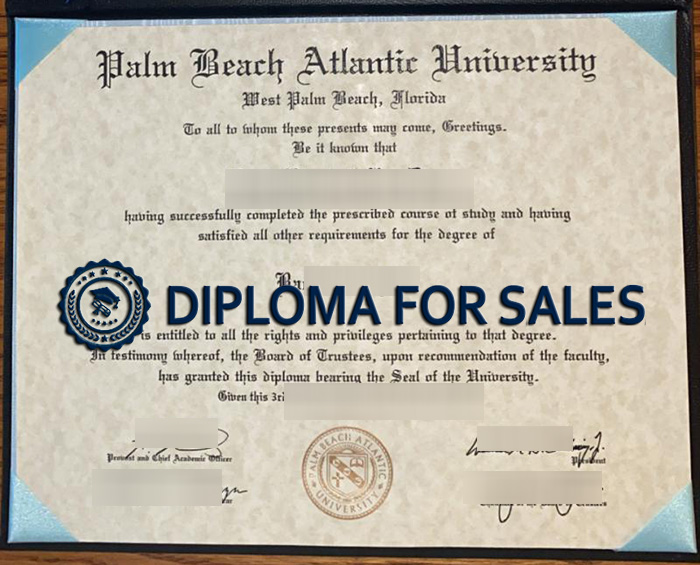 Palm Beach Atlantic University
West Palm Beach, Florida
To all to whom these presents may come, Greetings.
Be it known that
having successfully completed the prescribed course of study and having
satisfied all other requirements for the degree of
DIPLOMA FOR SALES
is entitled to all the rights and privileges pertaining to that degree.
In testimony whereof, the Board of Trustees, upon recommendation of the faculty,
has granted this diploma bearing the Seal of the University.
Given this
Provost and Chief Academic Officer
President
PALM BEACH ATLANTIC
UNIVERSITY